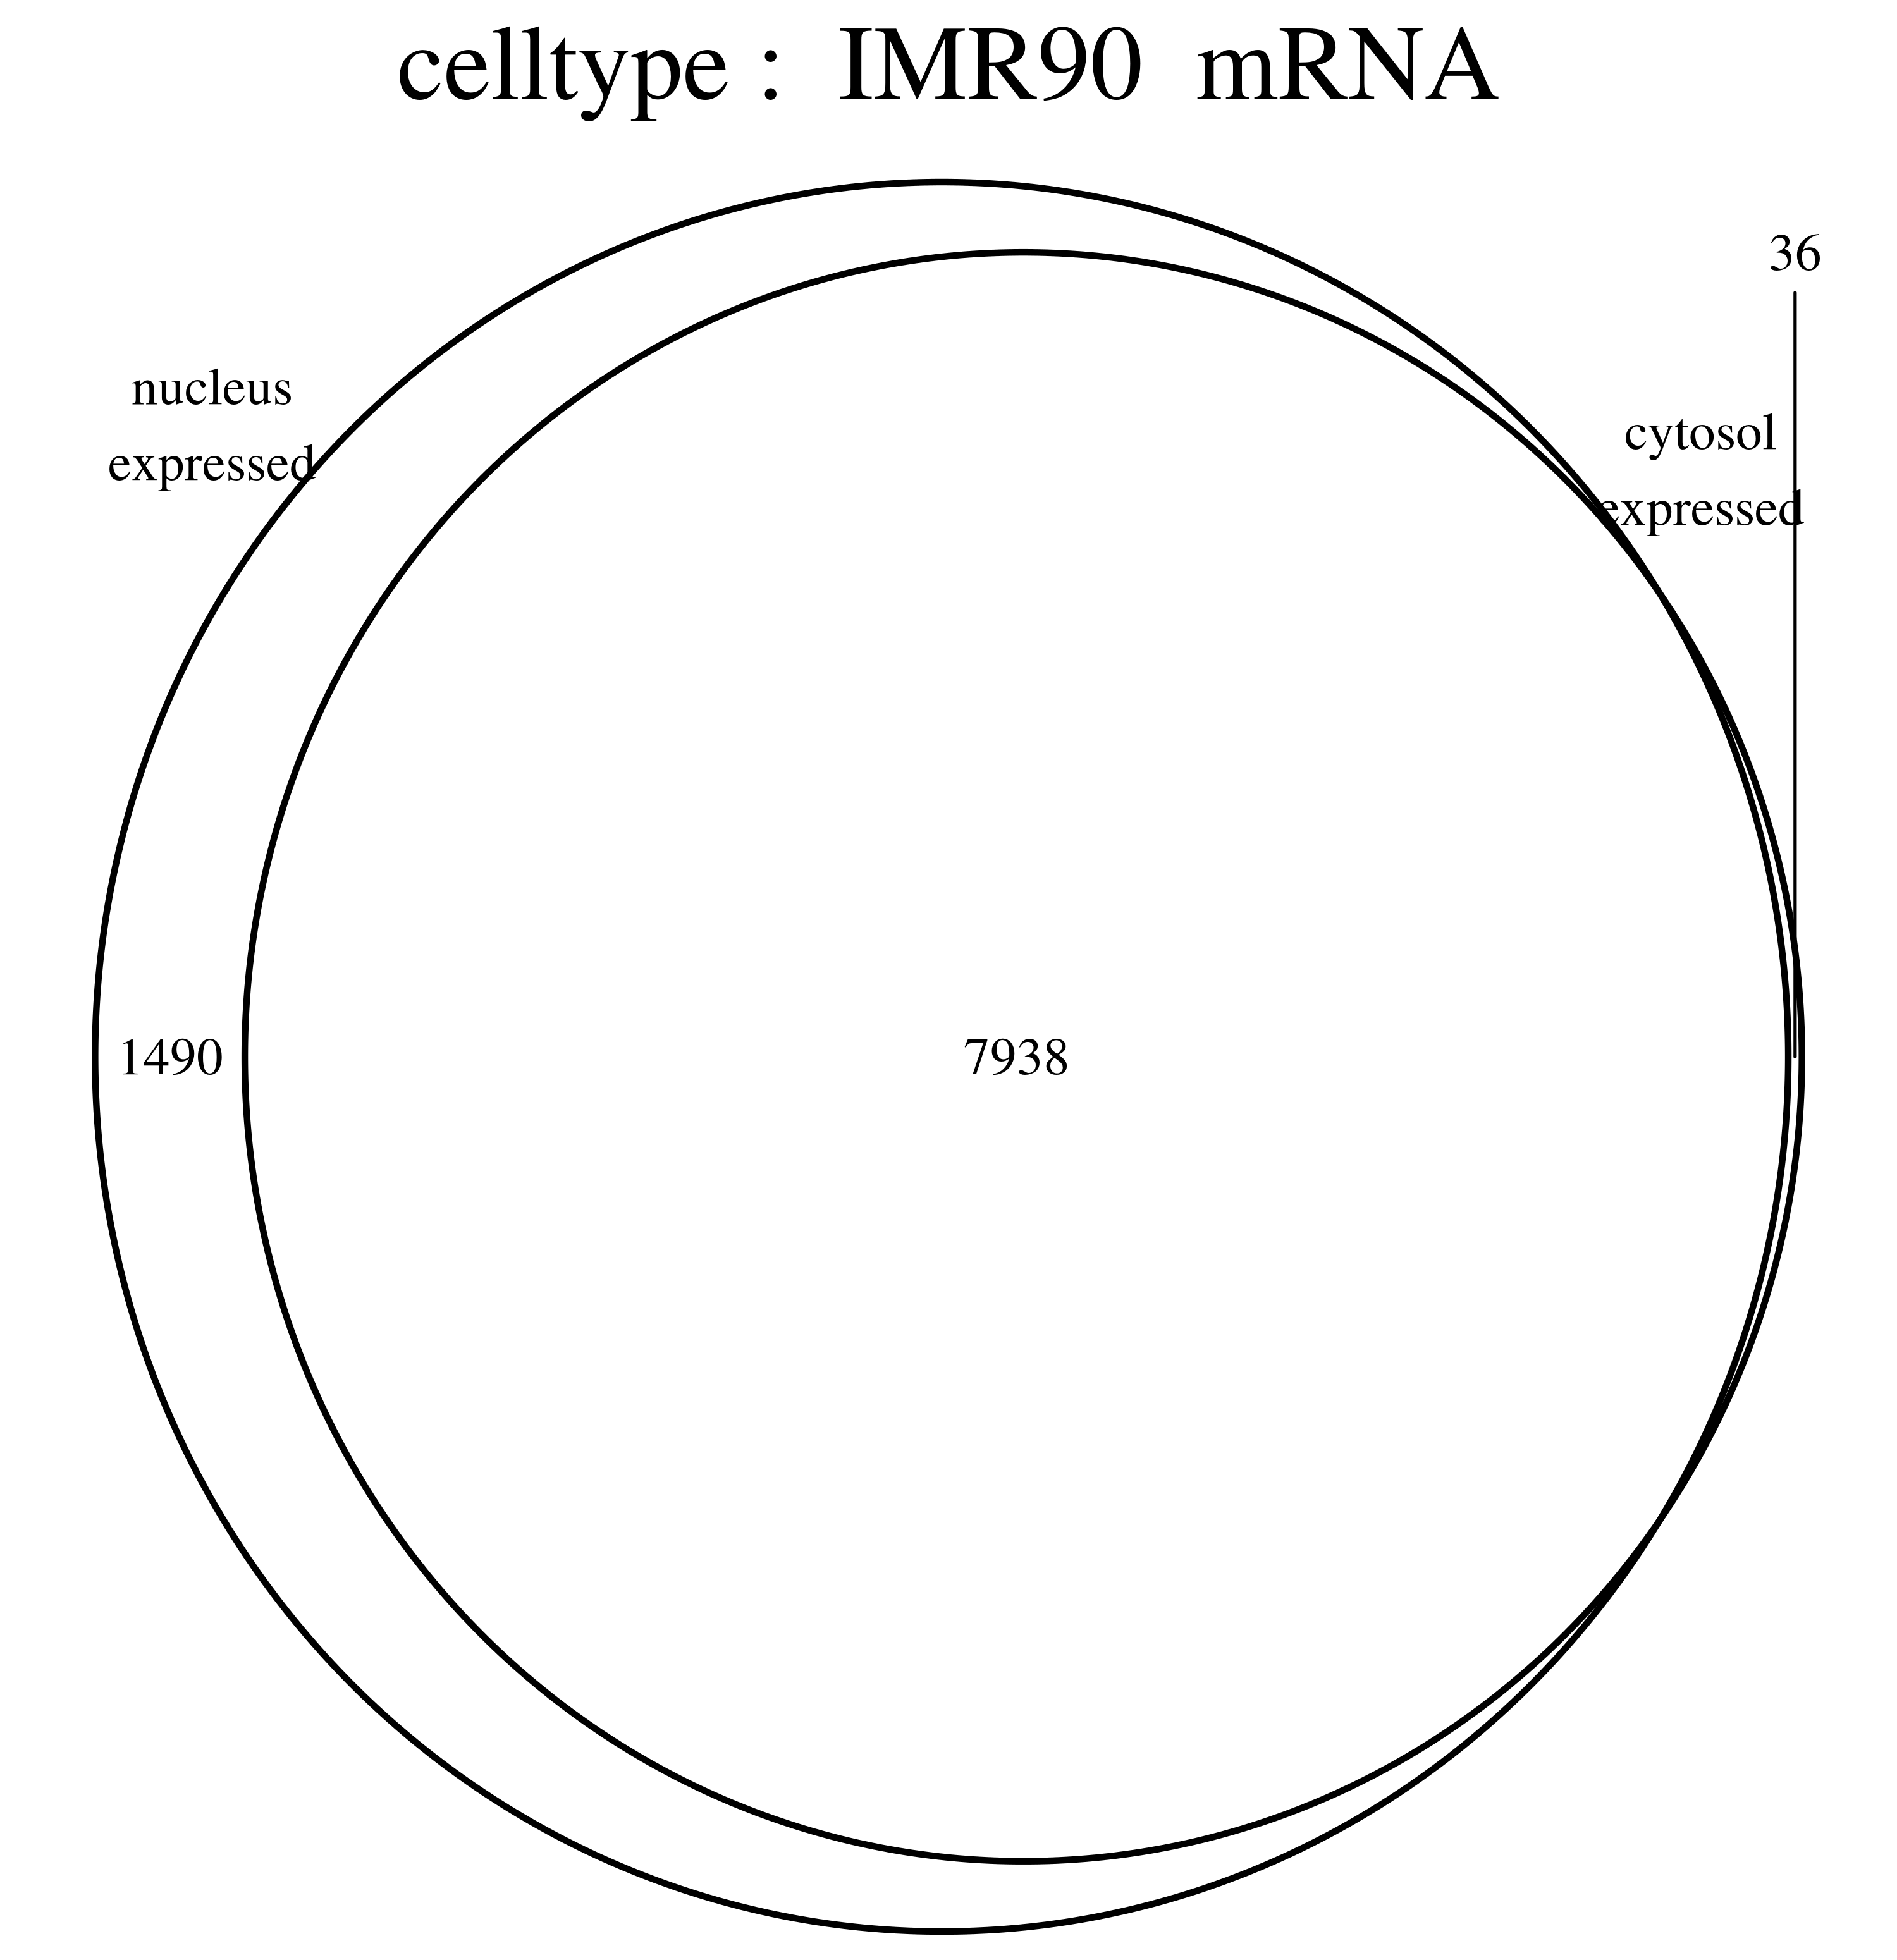 celltype : IMR90 mRNA
36
nucleus
expressed
cytosol
expressed
1490
7938